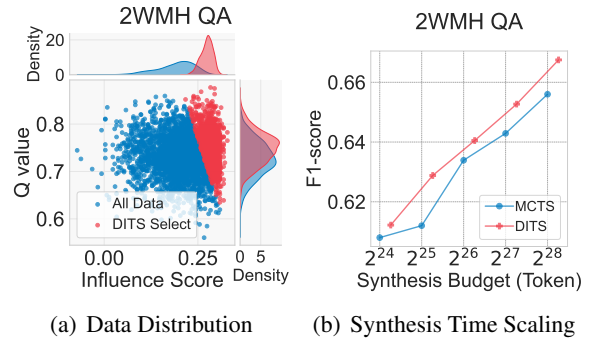 2WMH QA
Density
20
0
Q value
0.8
0.7
0.6
All Data
DITS Select
0.00
0.25
0
5
Influence Score
Density
(a) Data Distribution
2WMH QA
F1-score
0.66
0.64
0.62
MCTS
DITS
2^24
2^25
2^26
2^27
2^28
Synthesis Budget (Token)
(b) Synthesis Time Scaling